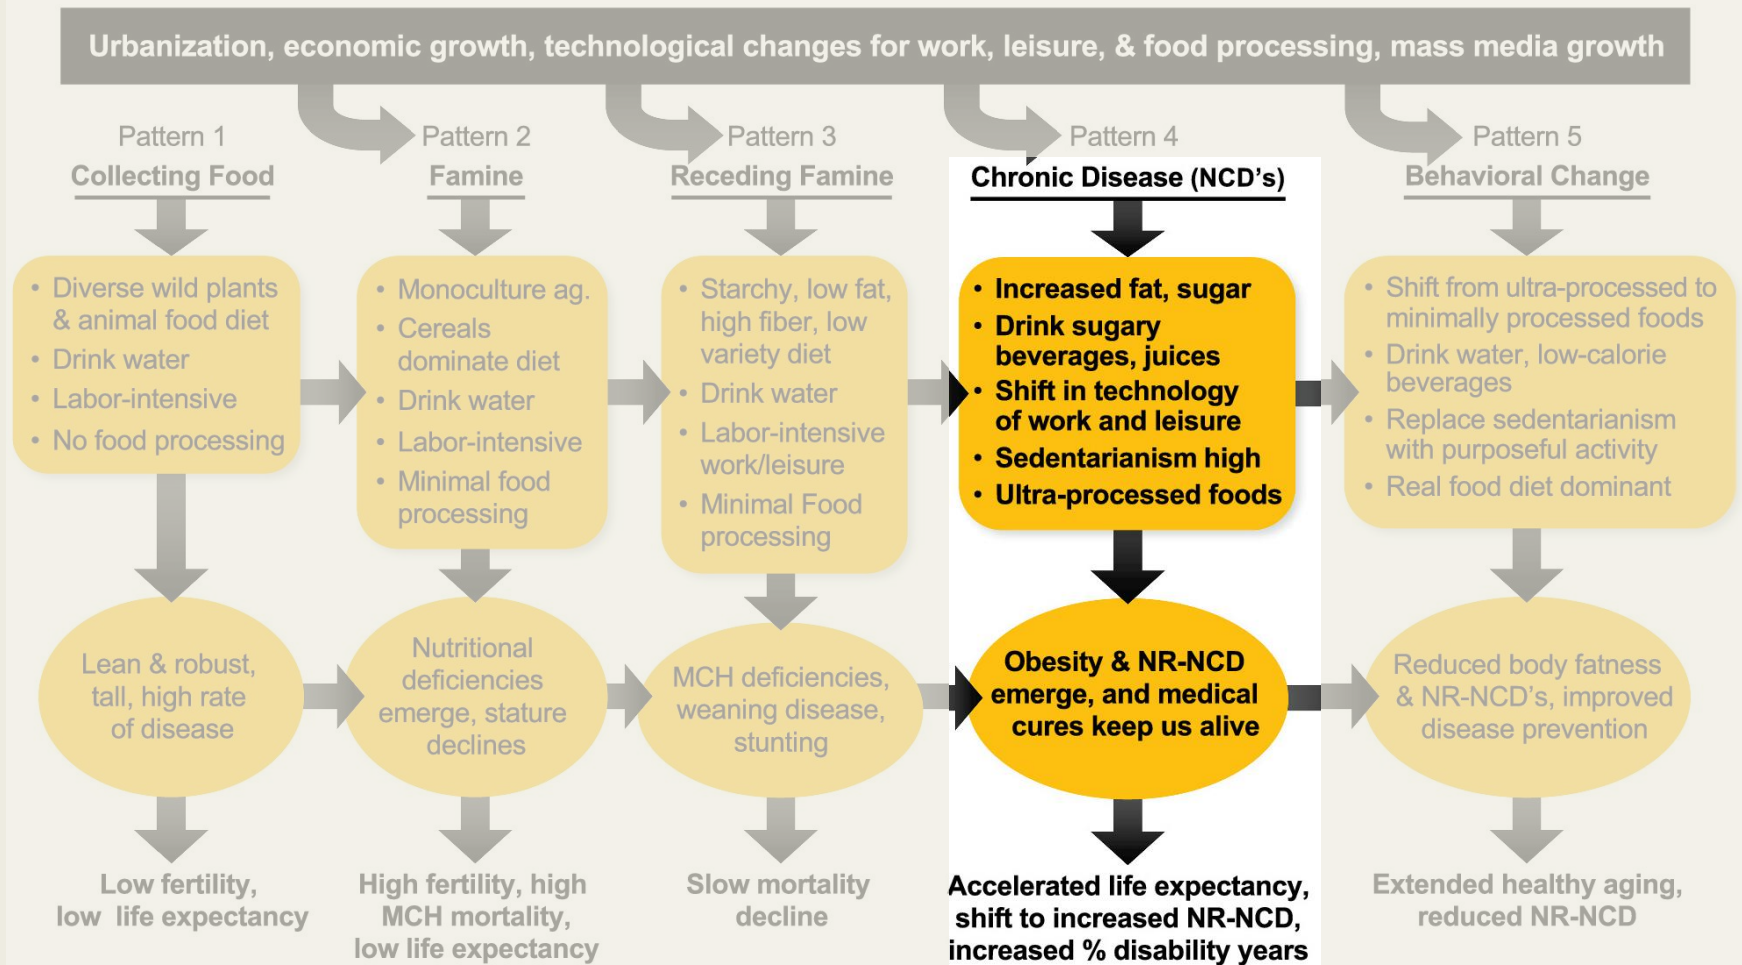 Urbanization, economic growth, technological changes for work, leisure, & food processing, mass media growth
Pattern 1
Collecting Food
• Diverse wild plants
& animal food diet
• Drink water
• Labor-intensive
• No food processing
Lean & robust,
tall, high rate
of disease
Low fertility,
low life expectancy
Pattern 2
Famine
• Monoculture ag.
• Cereals
dominate diet
• Drink water
• Labor-intensive
• Minimal food
processing
Nutritional
deficiencies
emerge, stature
declines
High fertility, high
MCH mortality,
low life expectancy
Pattern 3
Receding Famine
• Starchy, low fat,
high fiber, low
variety diet
• Drink water
• Labor-intensive
work/leisure
• Minimal Food
processing
MCH deficiencies,
weaning disease,
stunting
Slow mortality
decline
Pattern 4
Chronic Disease (NCD's)
• Increased fat, sugar
• Drink sugary
beverages, juices
• Shift in technology
of work and leisure
• Sedentarianism high
• Ultra-processed foods
Obesity & NR-NCD
emerge, and medical
cures keep us alive
Accelerated life expectancy,
shift to increased NR-NCD,
increased % disability years
Pattern 5
Behavioral Change
• Shift from ultra-processed to
minimally processed foods
• Drink water, low-calorie
beverages
• Replace sedentarianism
with purposeful activity
• Real food diet dominant
Reduced body fatness
& NR-NCD's, improved
disease prevention
Extended healthy aging,
reduced NR-NCD